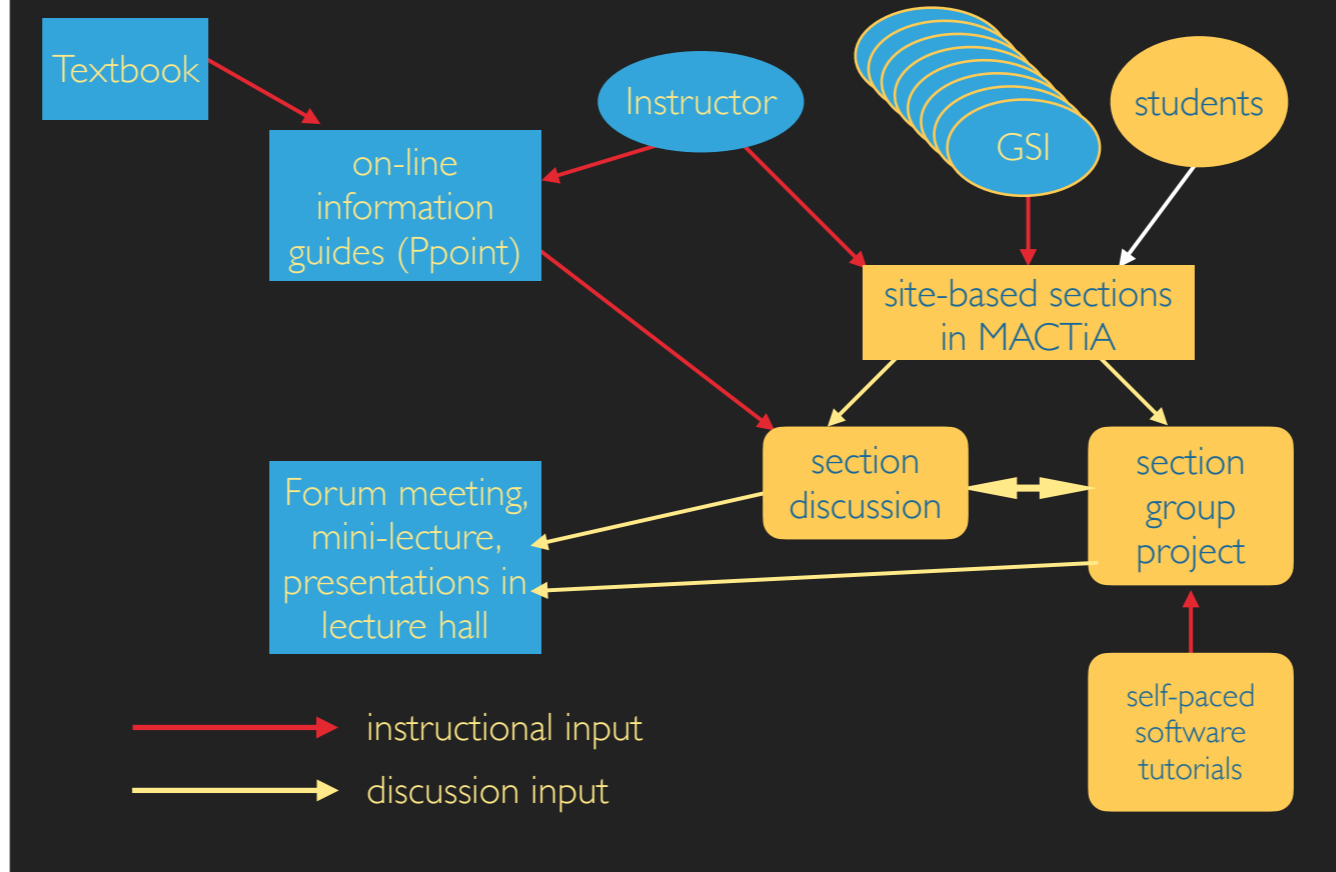 Textbook
Instructor
GSI
students
on-line
information
guides (Ppoint)
site-based sections
in MACTiA
section
discussion
section
group
project
Forum meeting,
mini-lecture,
presentations in
lecture hall
self-paced
software
tutorials
instructional input
discussion input